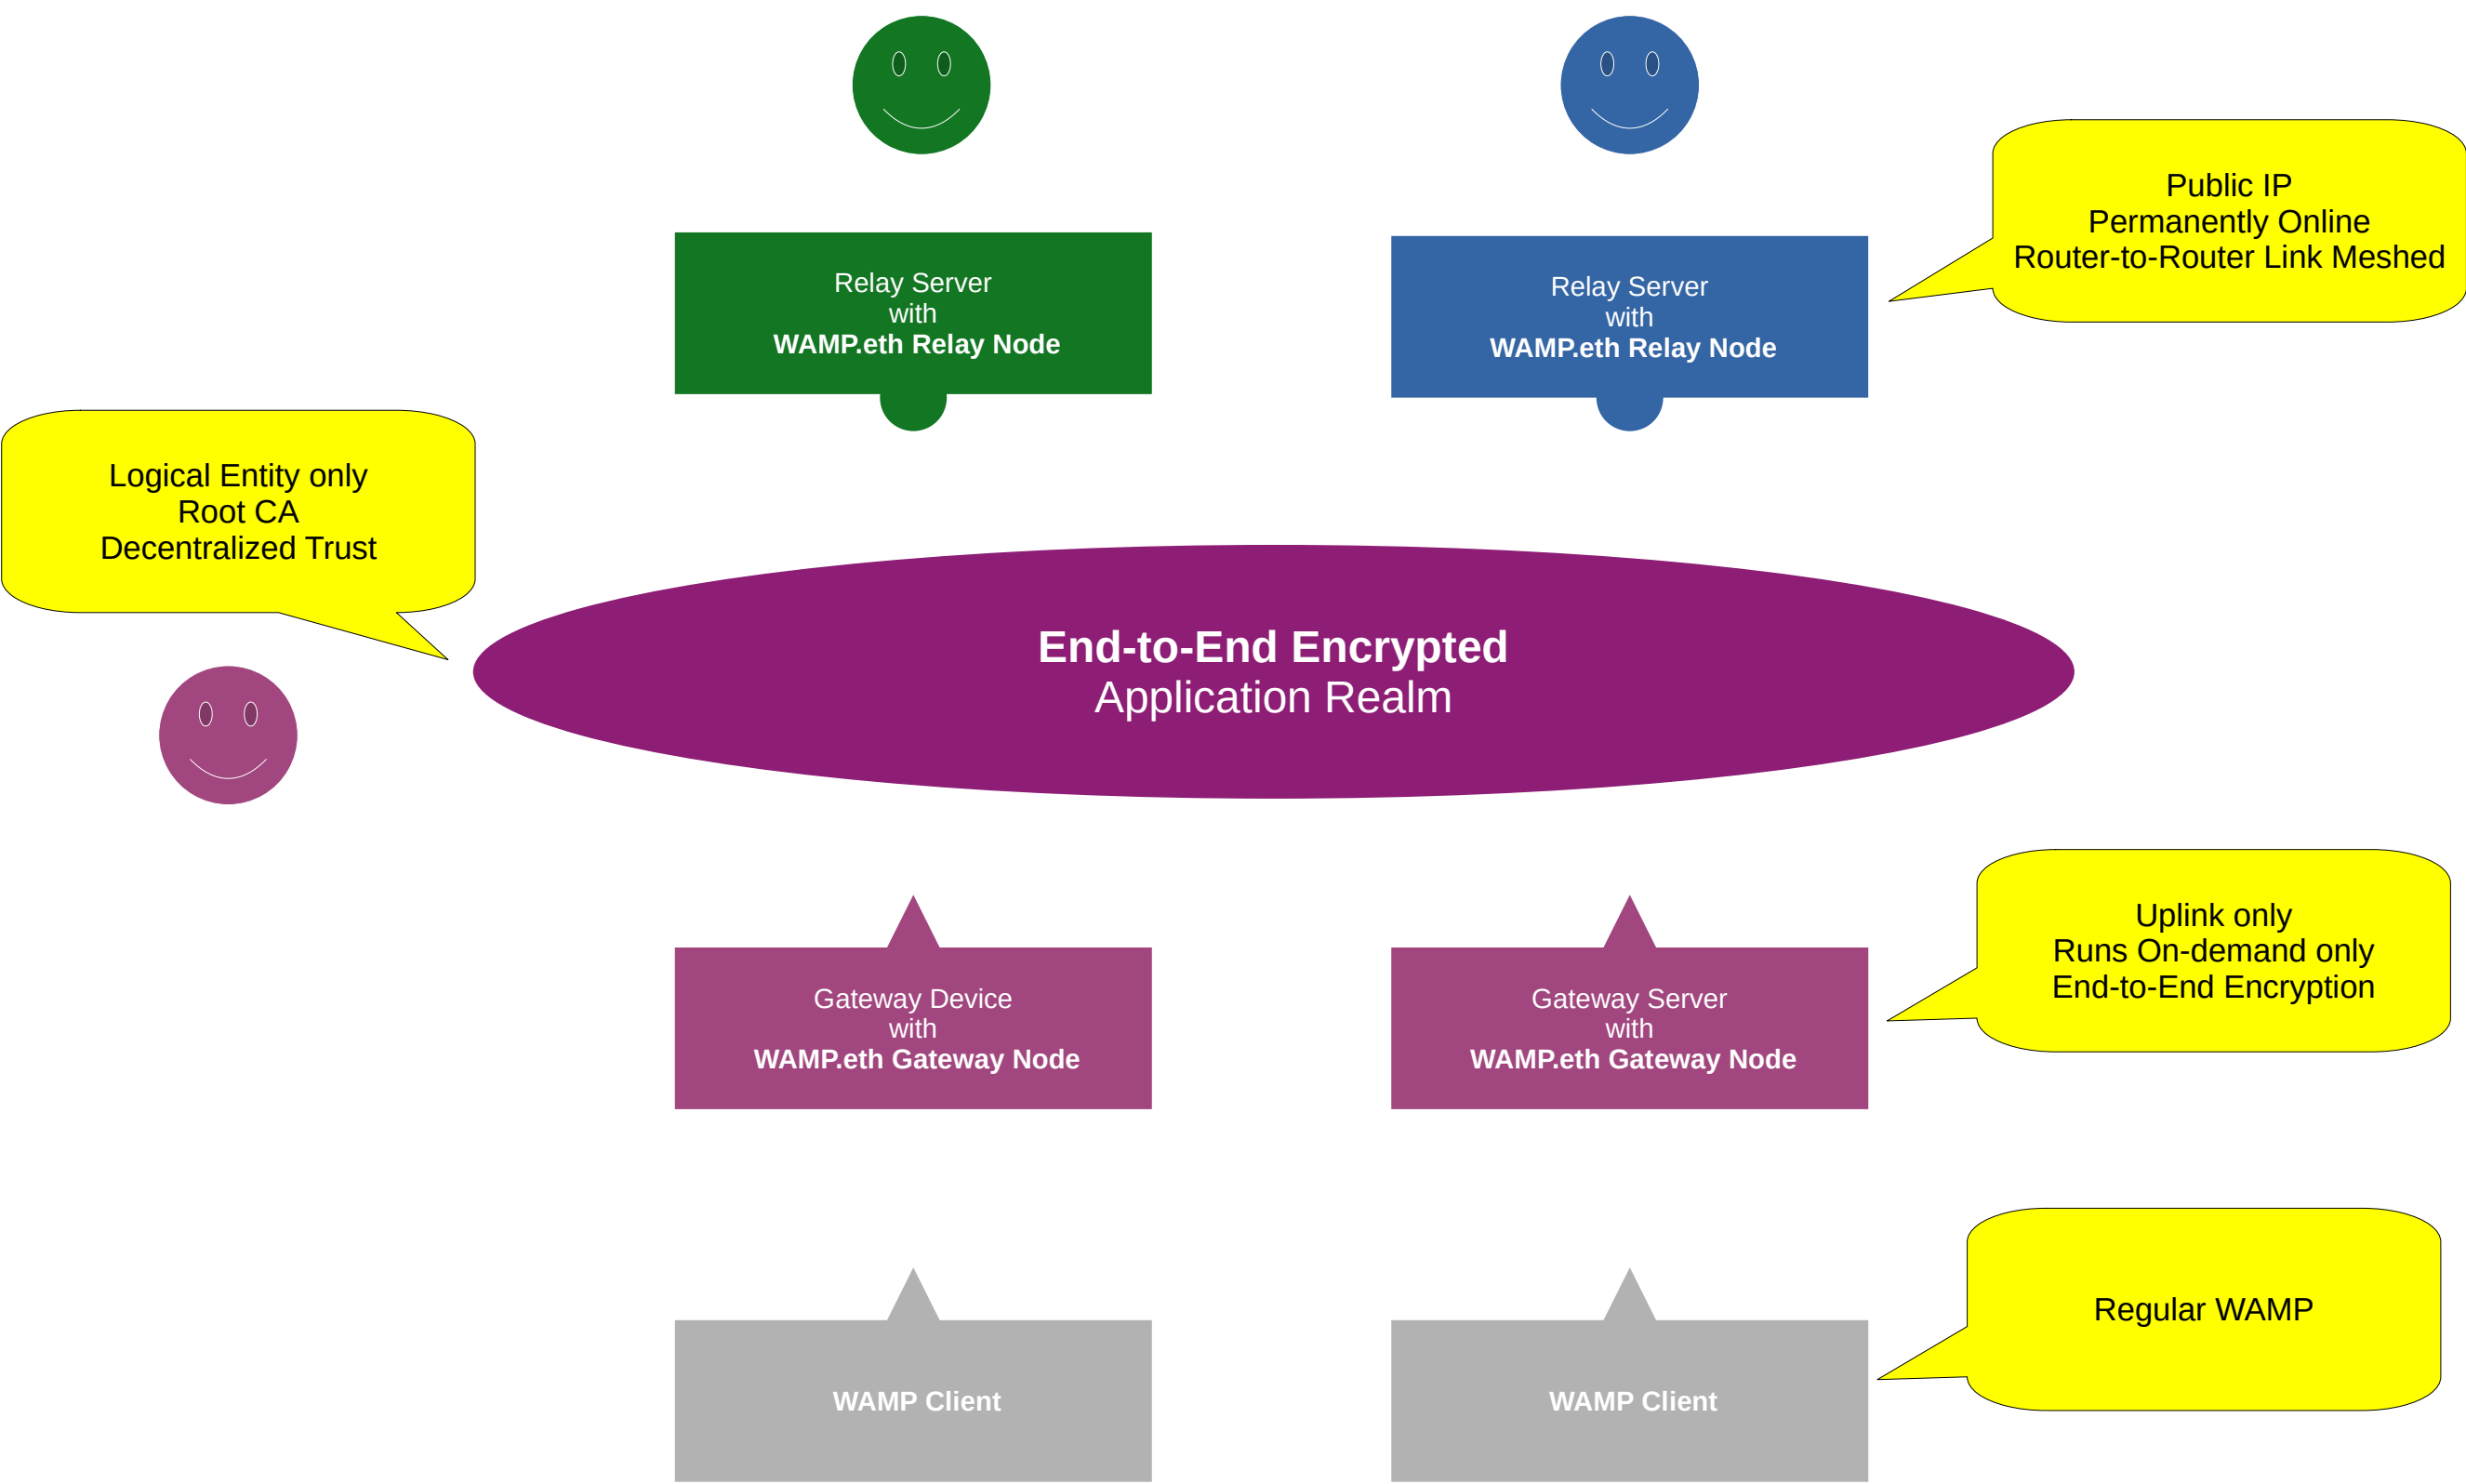 Relay Server
with
WAMP.eth Relay Node
Relay Server
with
WAMP.eth Relay Node
Public IP
Permanently Online
Router-to-Router Link Meshed
Logical Entity only
Root CA
Decentralized Trust
End-to-End Encrypted
Application Realm
Gateway Device
with
WAMP.eth Gateway Node
Gateway Server
with
WAMP.eth Gateway Node
Uplink only
Runs On-demand only
End-to-End Encryption
WAMP Client
WAMP Client
Regular WAMP